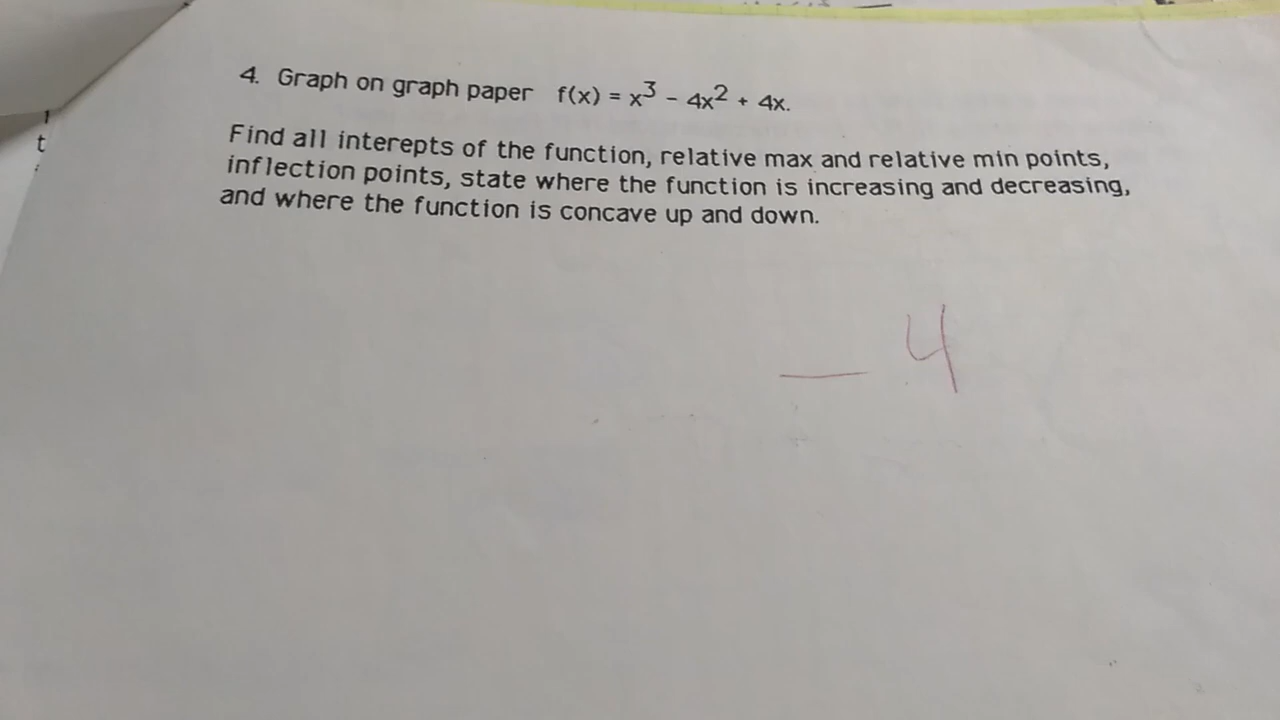 4. Graph on graph paper f(x) = x³ - 4x² + 4x.
Find all interepts of the function, relative max and relative min points,
inflection points, state where the function is increasing and decreasing,
and where the function is concave up and down.
— 4
t